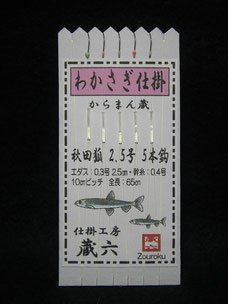 わかさぎ仕掛
からまん蔵
秋田狐 2.5号 5本鈎
エダス：0.3号 2.5cm・幹糸：0.4号
10cmピッチ 全長：65cm
仕掛工房
蔵六
Zouroku